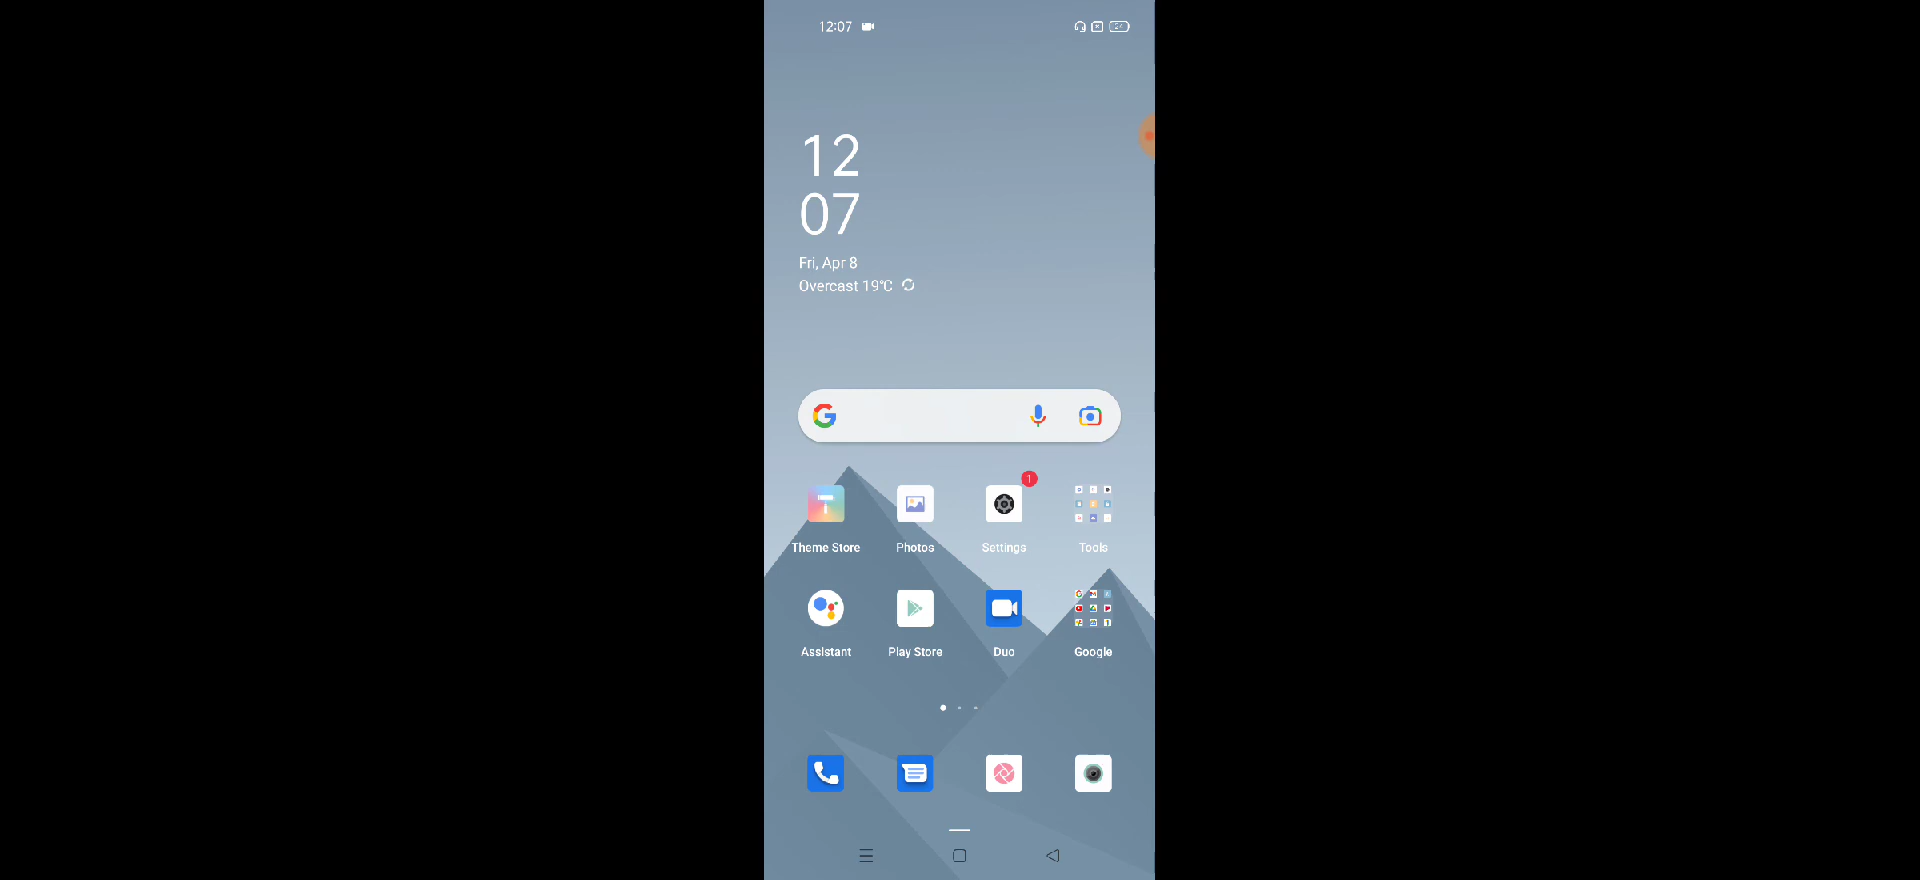 12:07
12
07
Fri, Apr 8
Overcast 19°C
1
Theme Store Photos Settings Tools
Assistant Play Store Duo Google